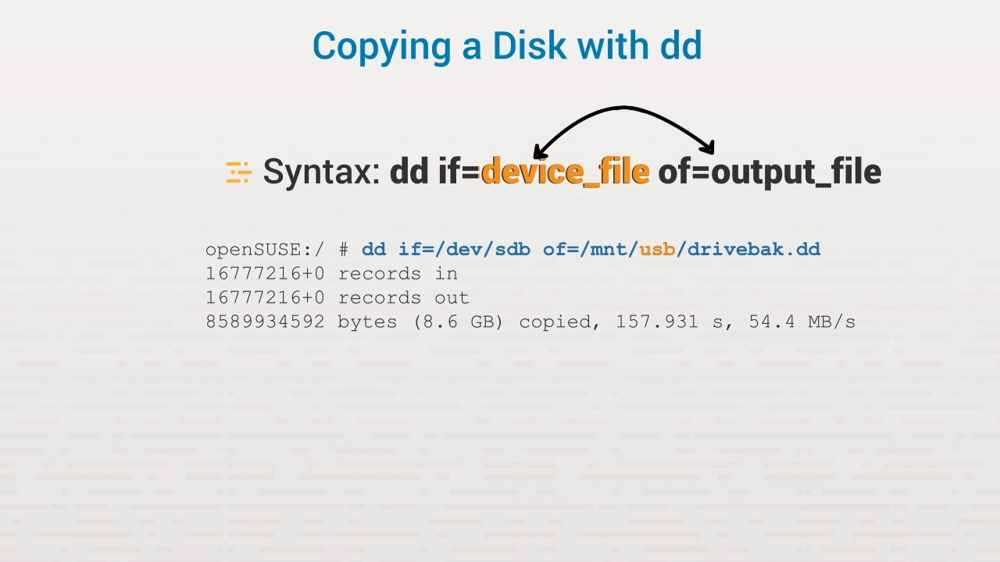 Copying a Disk with dd
Syntax: dd if=device_file of=output_file
openSUSE:/ # dd if=/dev/sdb of=/mnt/usb/drivebak.dd
16777216+0 records in
16777216+0 records out
8589934592 bytes (8.6 GB) copied, 157.931 s, 54.4 MB/s